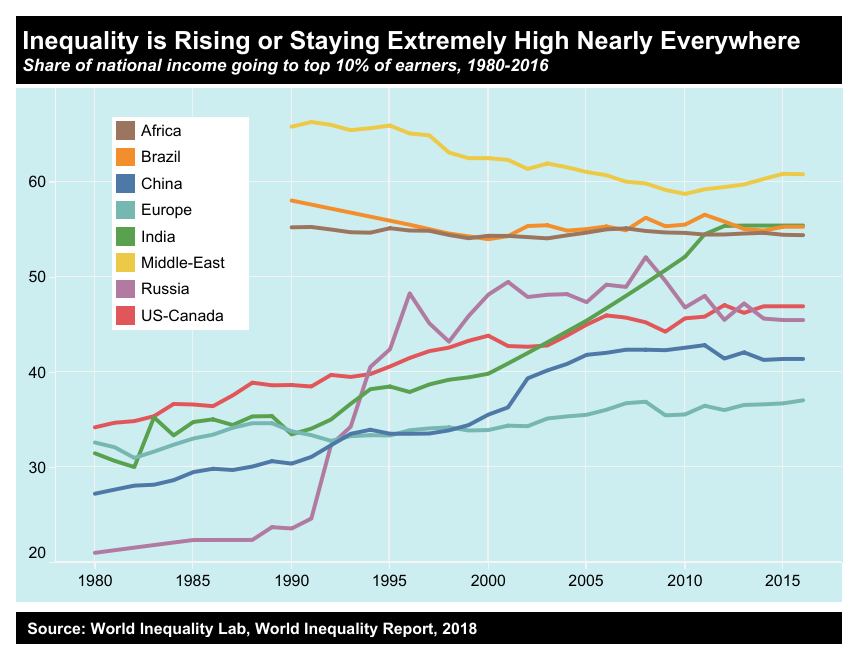 Inequality is Rising or Staying Extremely High Nearly Everywhere
Share of national income going to top 10% of earners, 1980-2016
Africa
Brazil
China
Europe
India
Middle-East
Russia
US-Canada
60
50
40
30
20
1980 1985 1990 1995 2000 2005 2010 2015
Source: World Inequality Lab, World Inequality Report, 2018